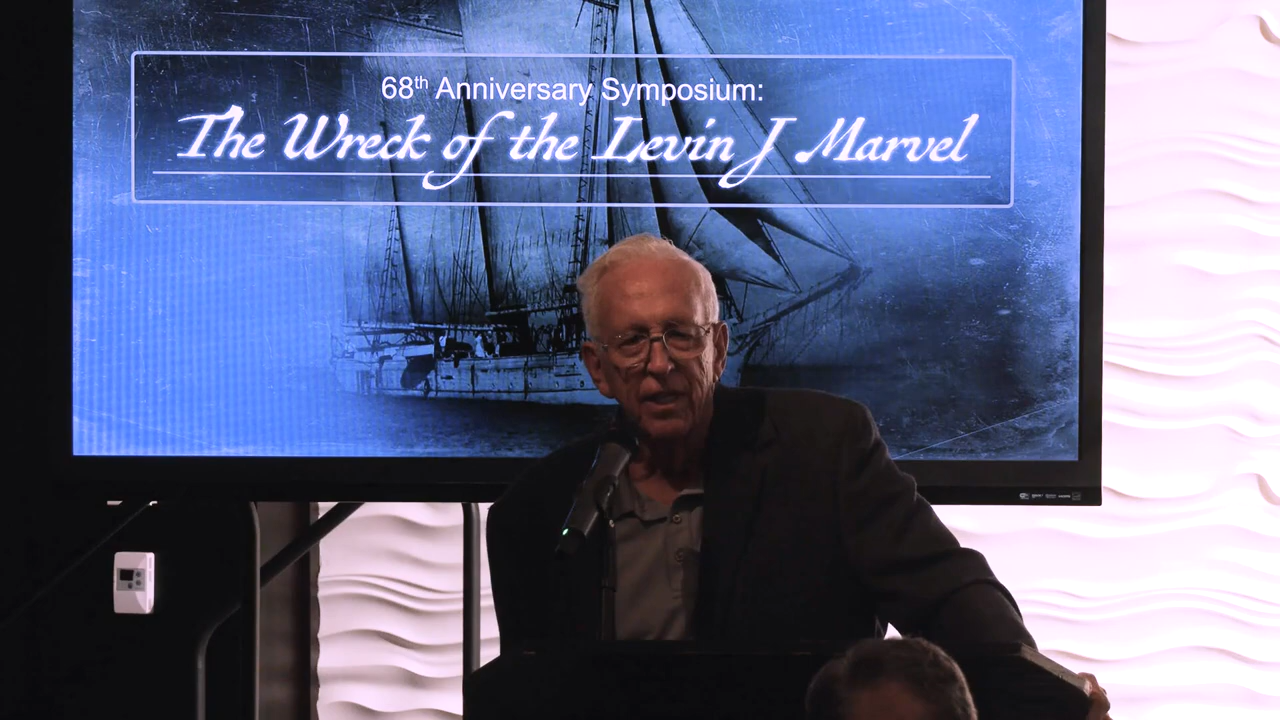 68th Anniversary Symposium:
The Wreck of the Levin J Marvel